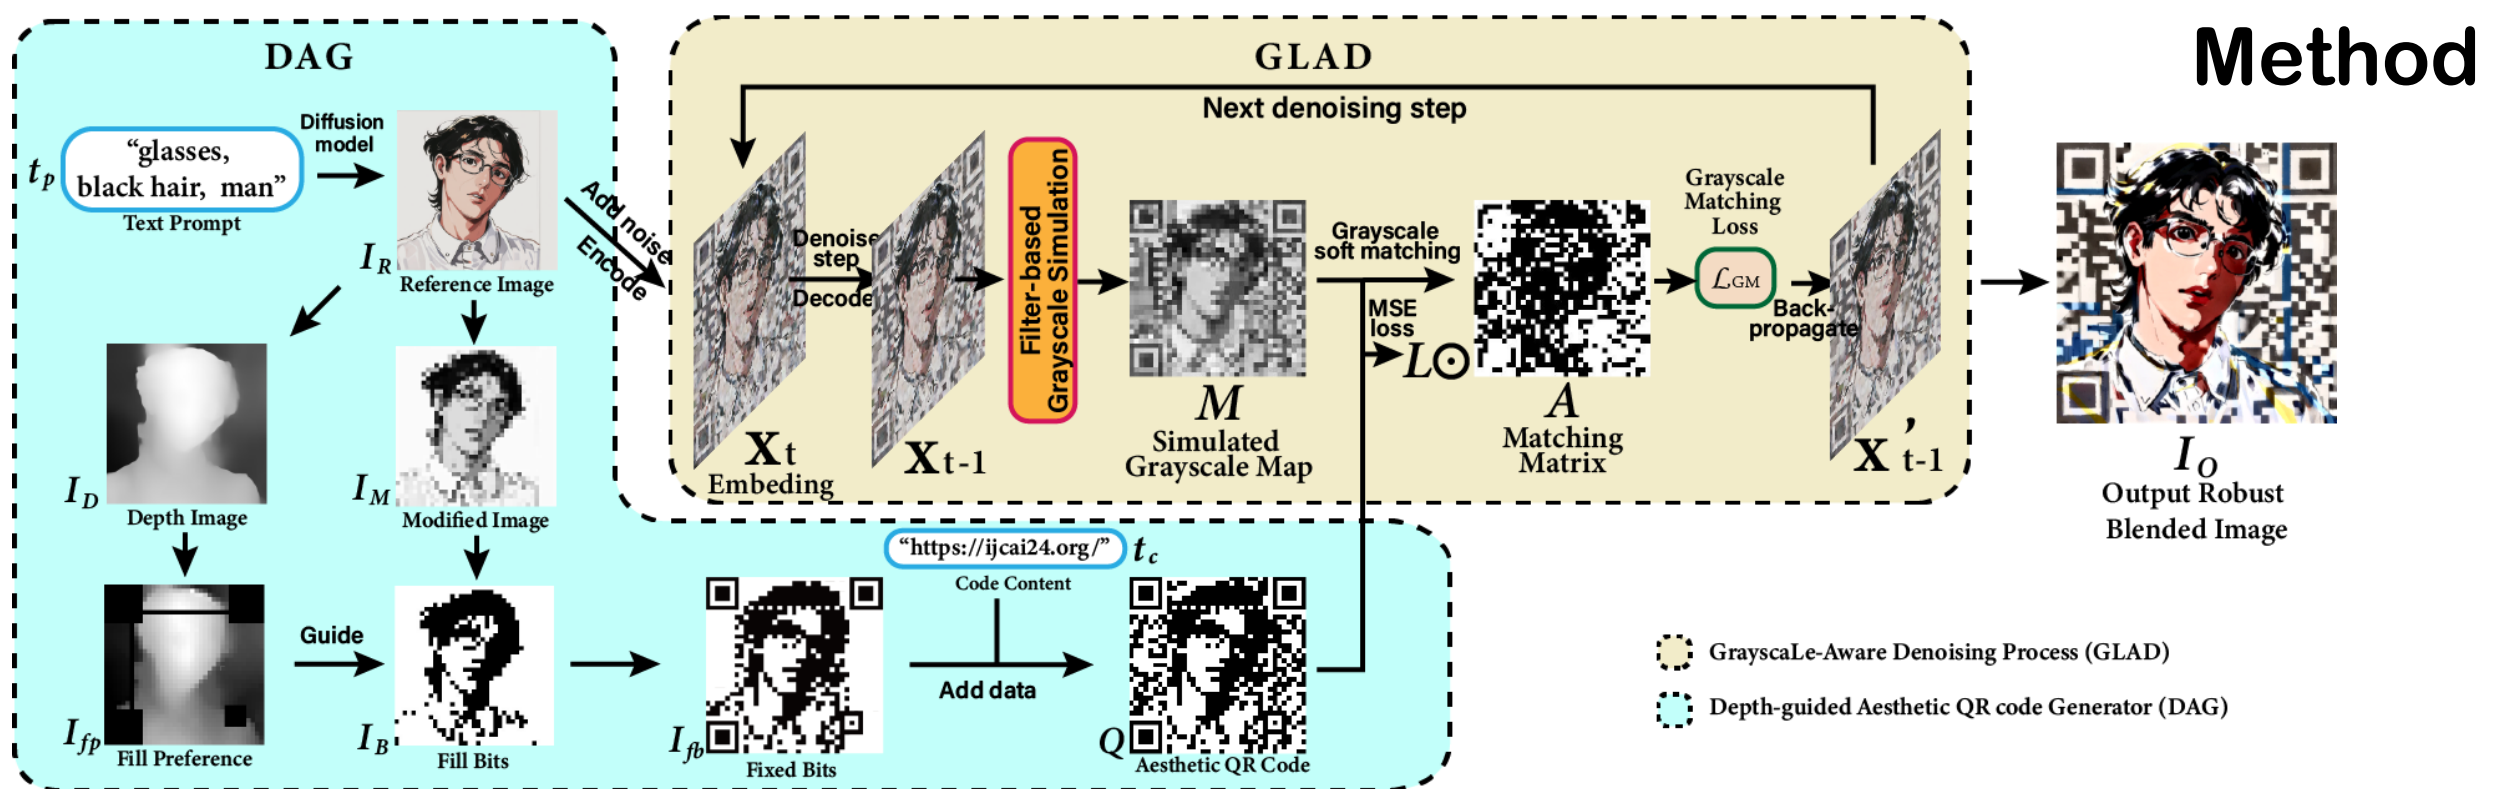 Method
DAG
t_p
“glasses,
black hair, man”
Text Prompt
Diffusion
model
I_R
Reference Image
Add noise
Encode
I_D
Depth Image
I_M
Modified Image
I_fp
Fill Preference
Guide
I_B
Fill Bits
I_fb
Fixed Bits
“https://ijcai24.org/”
t_c
Code Content
Add data
Q
Aesthetic QR Code
GLAD
Next denoising step
X_t
Embeding
Denoise
step
Decode
X_t-1
Filter-based
Grayscale Simulation
M
Simulated
Grayscale Map
Grayscale
soft matching
MSE
loss
L⊙
A
Matching
Matrix
Grayscale
Matching
Loss
ℒ_GM
Back-
propagate
X'_t-1
I_O
Output Robust
Blended Image
GrayscaLe-Aware Denoising Process (GLAD)
Depth-guided Aesthetic QR code Generator (DAG)